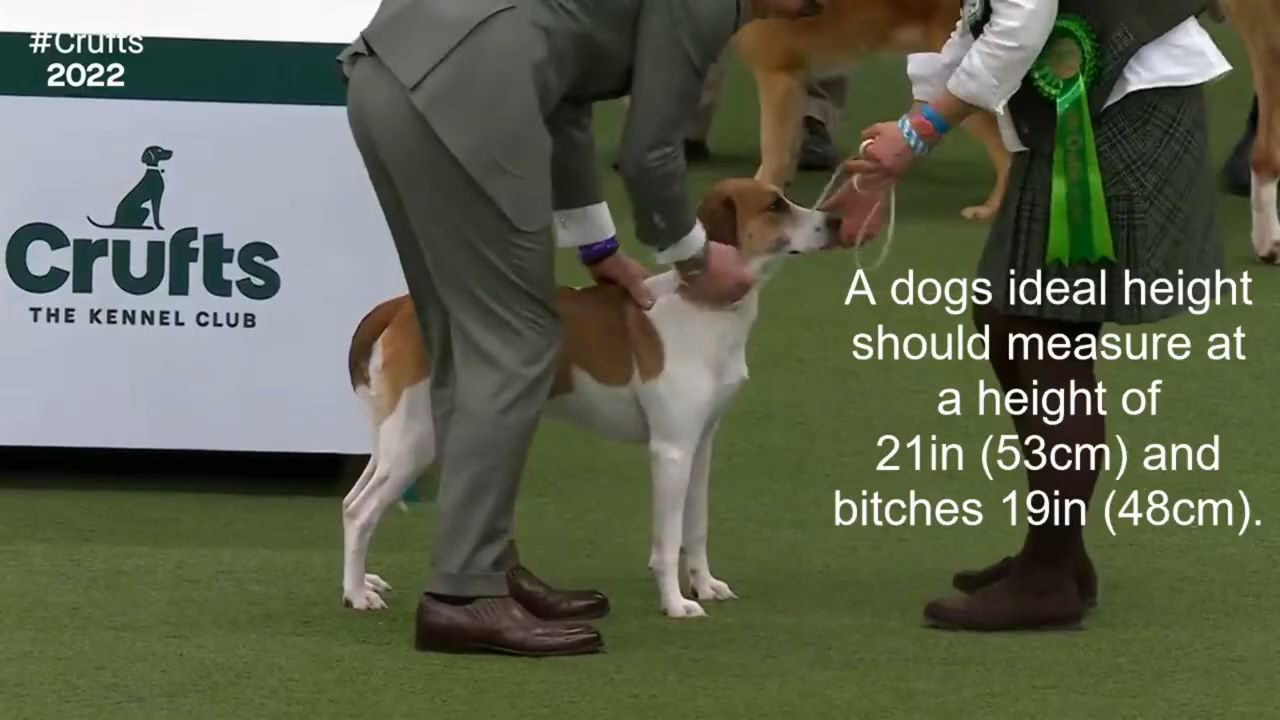 #Crufts
2022
Crufts
THE KENNEL CLUB
A dogs ideal height
should measure at
a height of
21in (53cm) and
bitches 19in (48cm).